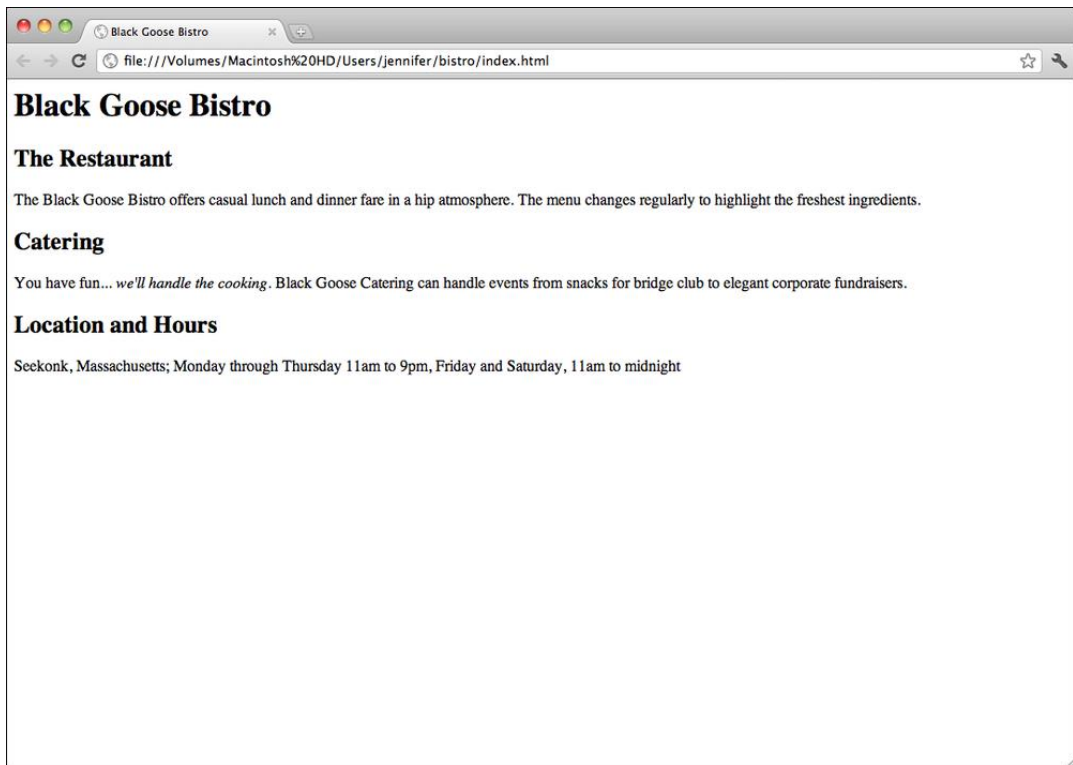 Black Goose Bistro
file:///Volumes/Macintosh%20HD/Users/jennifer/bistro/index.html
Black Goose Bistro
The Restaurant
The Black Goose Bistro offers casual lunch and dinner fare in a hip atmosphere. The menu changes regularly to highlight the freshest ingredients.
Catering
You have fun... we'll handle the cooking. Black Goose Catering can handle events from snacks for bridge club to elegant corporate fundraisers.
Location and Hours
Seekonk, Massachusetts; Monday through Thursday 11am to 9pm, Friday and Saturday, 11am to midnight